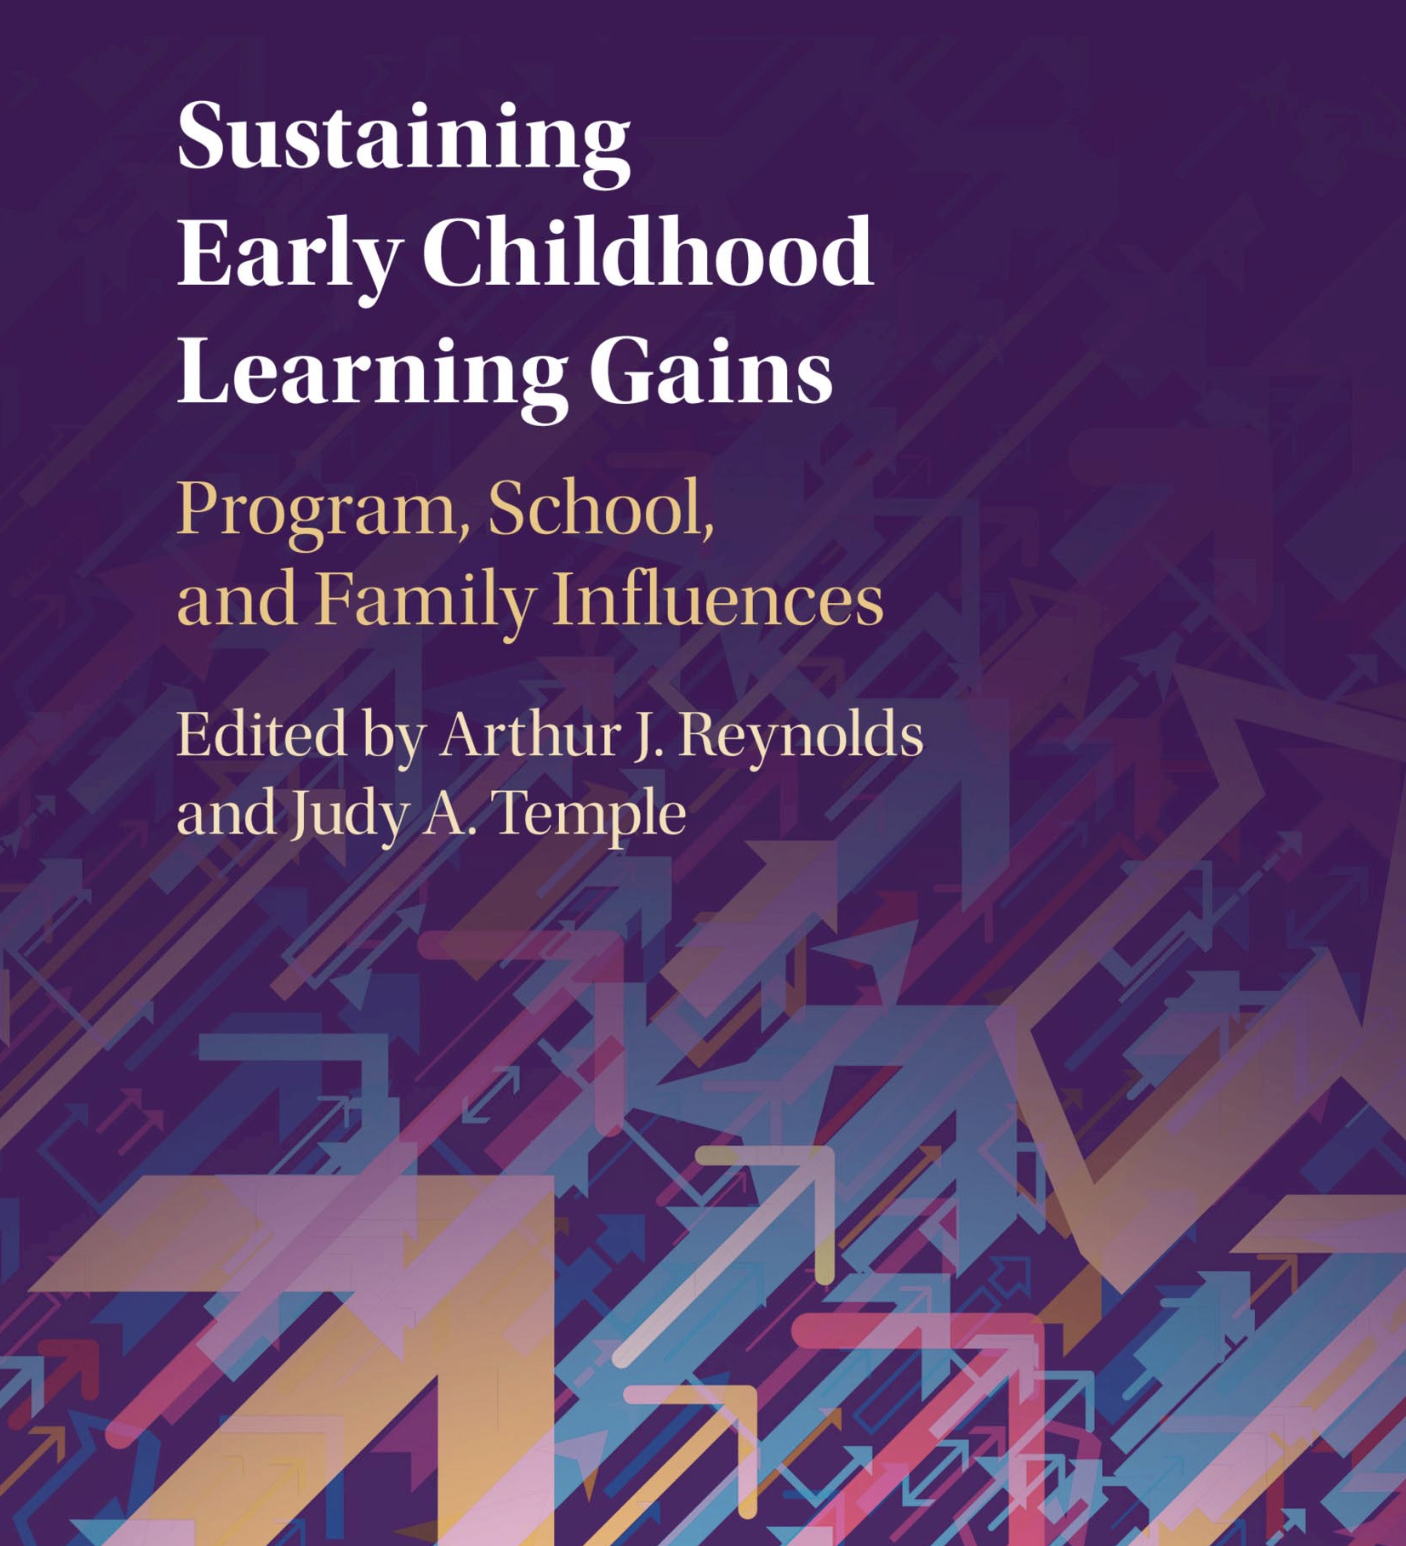 Sustaining
Early Childhood
Learning Gains
Program, School,
and Family Influences
Edited by Arthur J. Reynolds
and Judy A. Temple